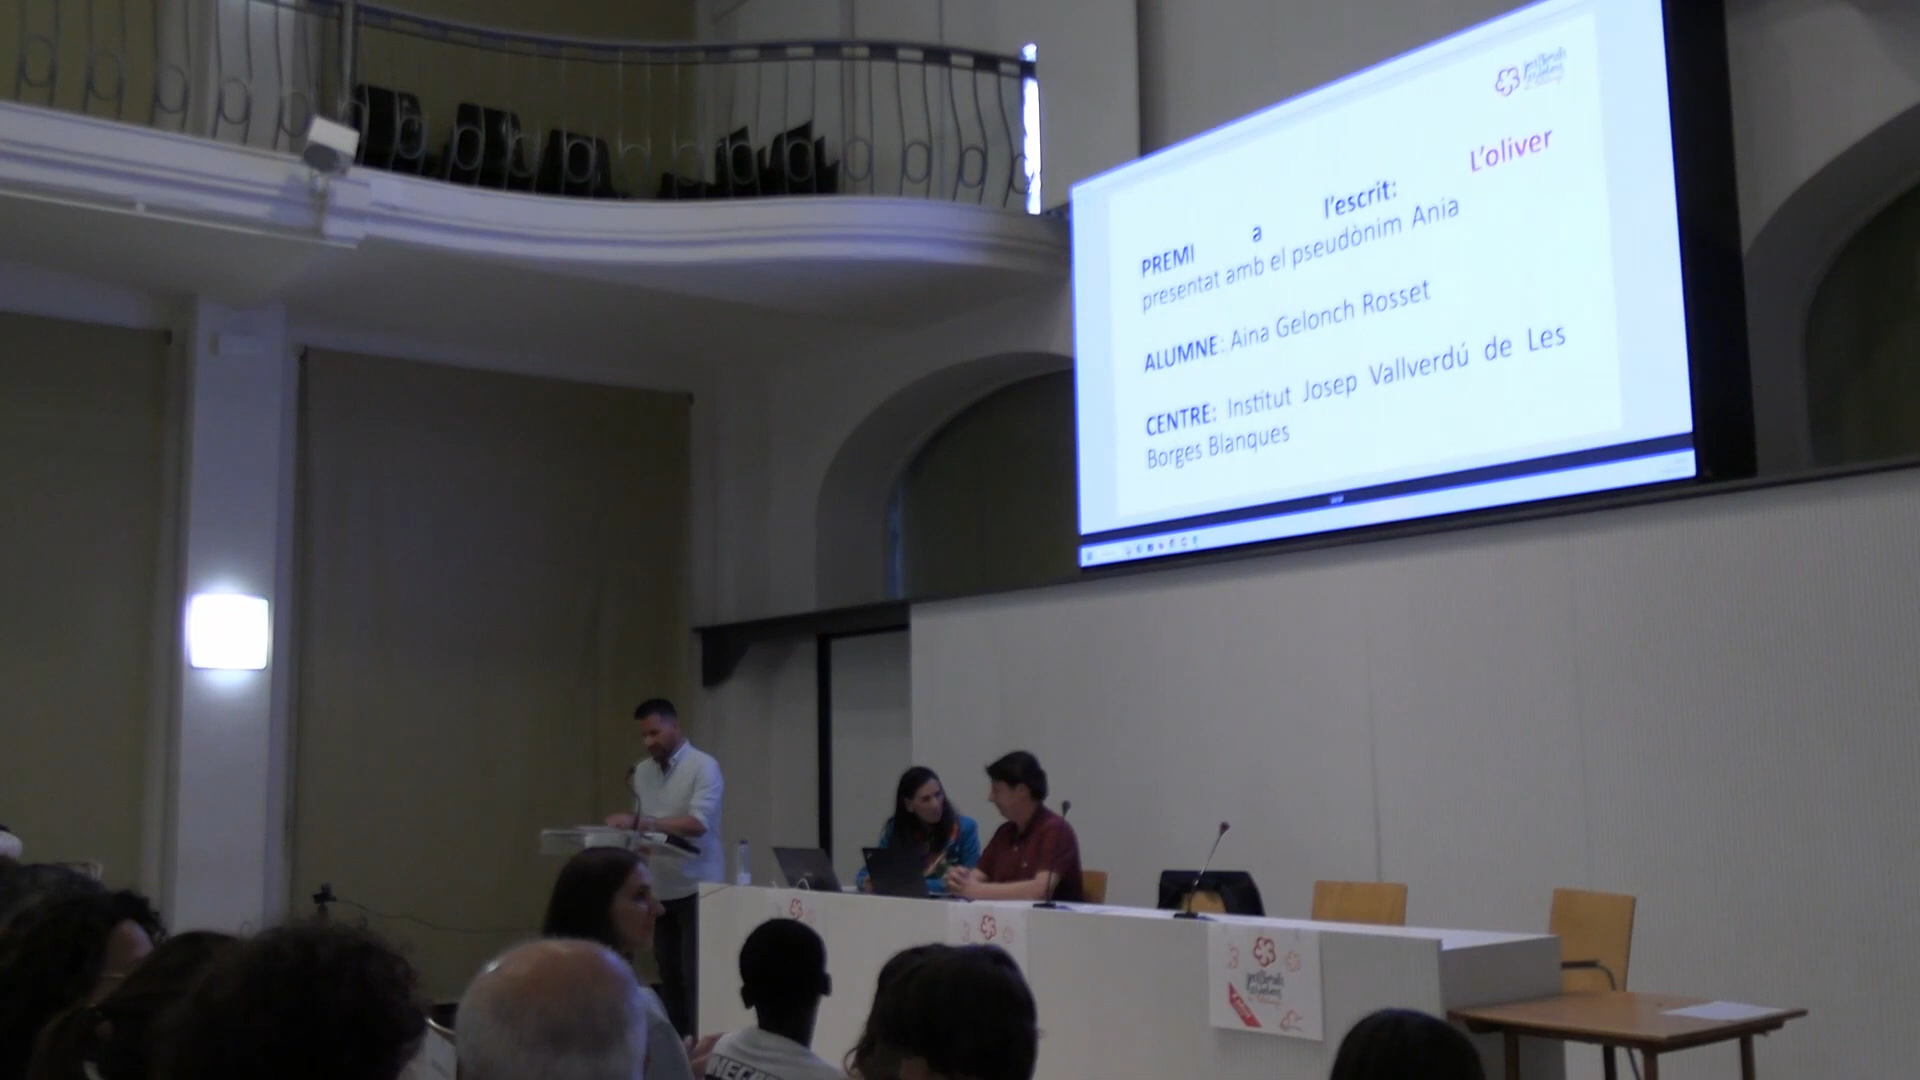 PREMI a l'escrit: L'oliver
presentat amb el pseudònim Ania
ALUMNE: Aina Gelonch Rosset
CENTRE: Institut Josep Vallverdú de Les
Borges Blanques